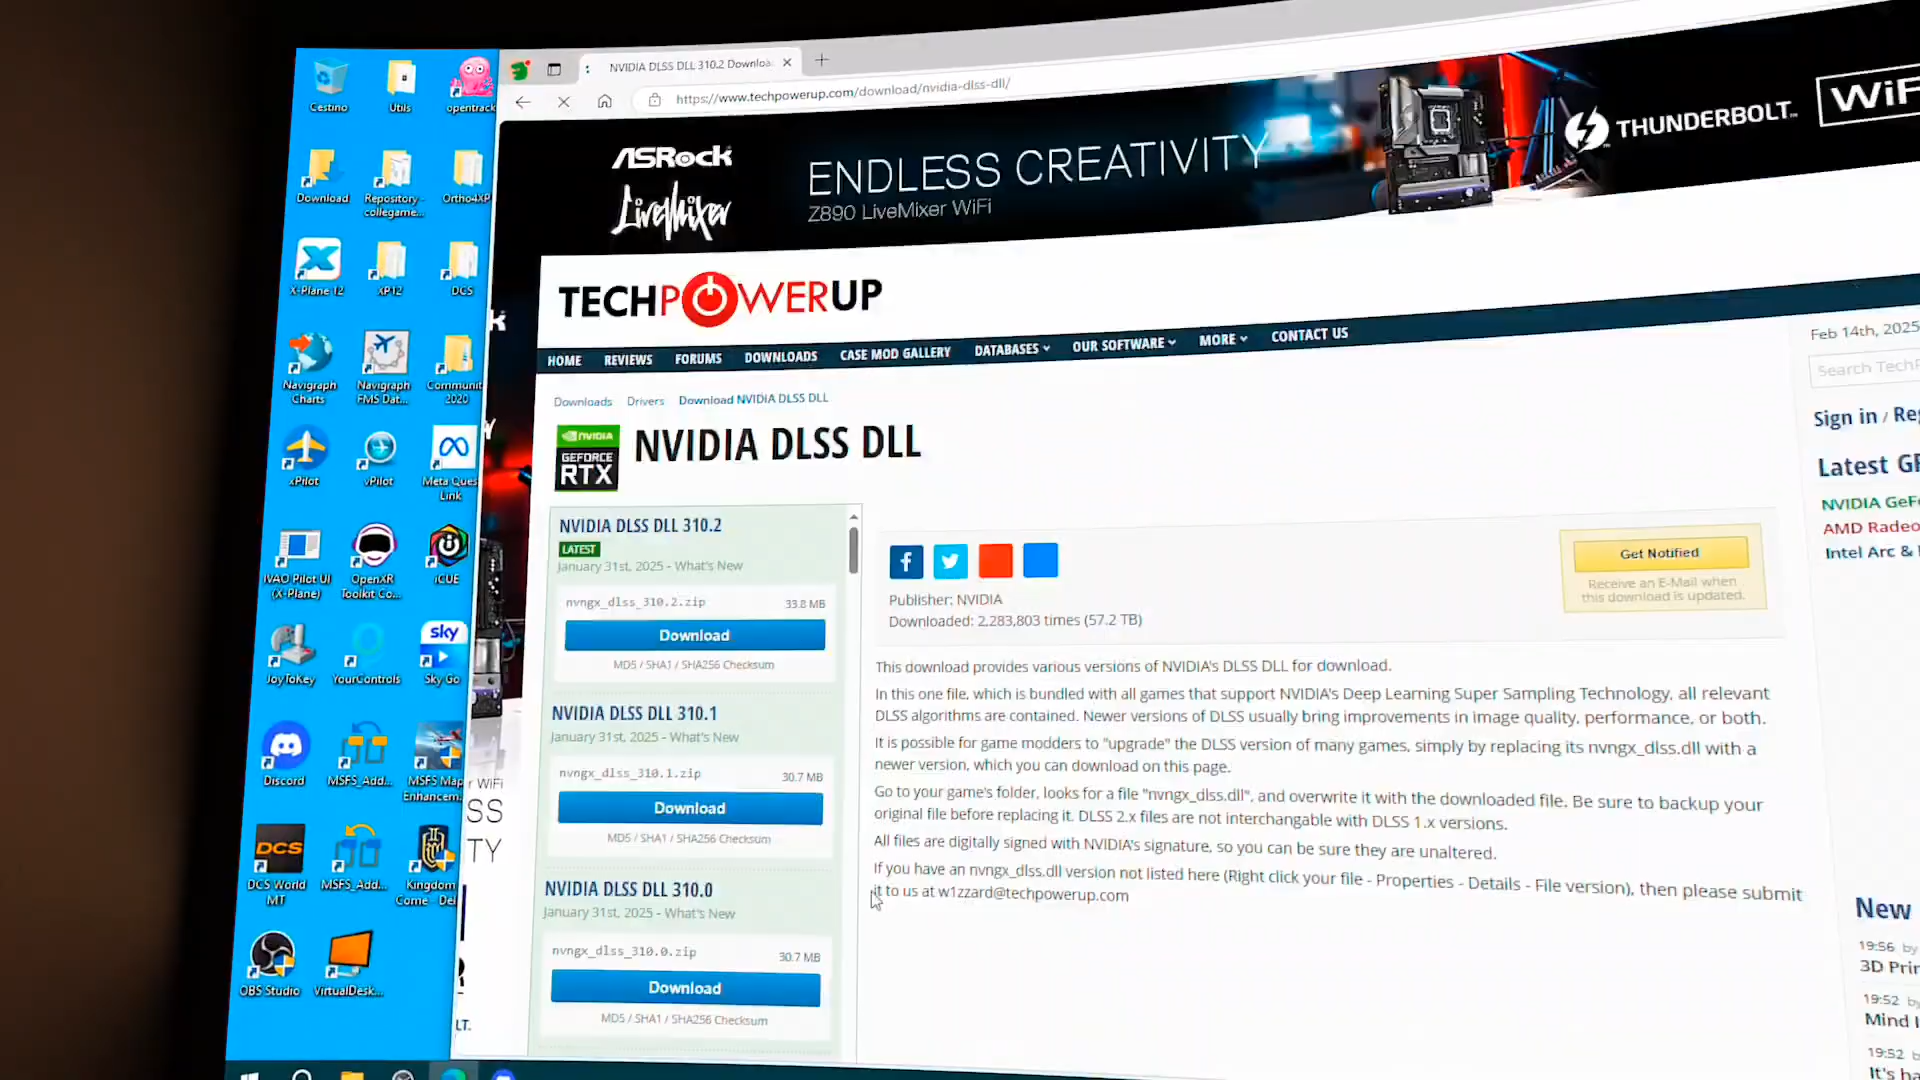 NVIDIA DLSS DLL 310.2 Downloa
https://www.techpowerup.com/download/nvidia-dlss-dll/
Cestino
Utils
opentrack
Download
Repository - collegame...
Ortho4XP
X-Plane 12
XP12
DCS
Navigraph Charts
Navigraph FMS Dat...
Communit 2020
xPilot
vPilot
Meta Ques Link
IVAO Pilot UI (X-Plane)
OpenXR Toolkit Co...
iCUE
JoyToKey
YourControls
sky
Sky Go
Discord
MSFS_Add...
MSFS Map Enhancem...
DCS
DCS World MT
MSFS_Add...
Kingdom Come Del
OBS Studio
VirtualDesk...
ASRock
LiveMixer
ENDLESS CREATIVITY
Z890 LiveMixer WiFi
THUNDERBOLT™
WiF
TECHPOWERUP
HOME
REVIEWS
FORUMS
DOWNLOADS
CASE MOD GALLERY
DATABASES
OUR SOFTWARE
MORE
CONTACT US
Feb 14th, 2025
Search TechP
Sign in / Reg
Downloads
Drivers
Download NVIDIA DLSS DLL
NVIDIA
GEFORCE
RTX
NVIDIA DLSS DLL
NVIDIA DLSS DLL 310.2
LATEST
January 31st, 2025 - What's New
nvngx_dlss_310.2.zip
33.8 MB
Download
MD5 / SHA1 / SHA256 Checksum
NVIDIA DLSS DLL 310.1
January 31st, 2025 - What's New
nvngx_dlss_310.1.zip
30.7 MB
Download
MD5 / SHA1 / SHA256 Checksum
NVIDIA DLSS DLL 310.0
January 31st, 2025 - What's New
nvngx_dlss_310.0.zip
30.7 MB
Download
MD5 / SHA1 / SHA256 Checksum
Publisher: NVIDIA
Downloaded: 2,283,803 times (57.2 TB)
Get Notified
Receive an E-Mail when
this download is updated.
This download provides various versions of NVIDIA's DLSS DLL for download.
In this one file, which is bundled with all games that support NVIDIA's Deep Learning Super Sampling Technology, all relevant
DLSS algorithms are contained. Newer versions of DLSS usually bring improvements in image quality, performance, or both.
It is possible for game modders to "upgrade" the DLSS version of many games, simply by replacing its nvngx_dlss.dll with a
newer version, which you can download on this page.
Go to your game's folder, looks for a file "nvngx_dlss.dll", and overwrite it with the downloaded file. Be sure to backup your
original file before replacing it. DLSS 2.x files are not interchangable with DLSS 1.x versions.
All files are digitally signed with NVIDIA's signature, so you can be sure they are unaltered.
If you have an nvngx_dlss.dll version not listed here (Right click your file - Properties - Details - File version), then please submit
it to us at w1zzard@techpowerup.com
Latest GP
NVIDIA GeFo
AMD Radeo
Intel Arc &
New
19:56 by
3D Prin
19:52 by
Mind I
19:52 by
It's ba
r WiFi
SS
TY
LT.